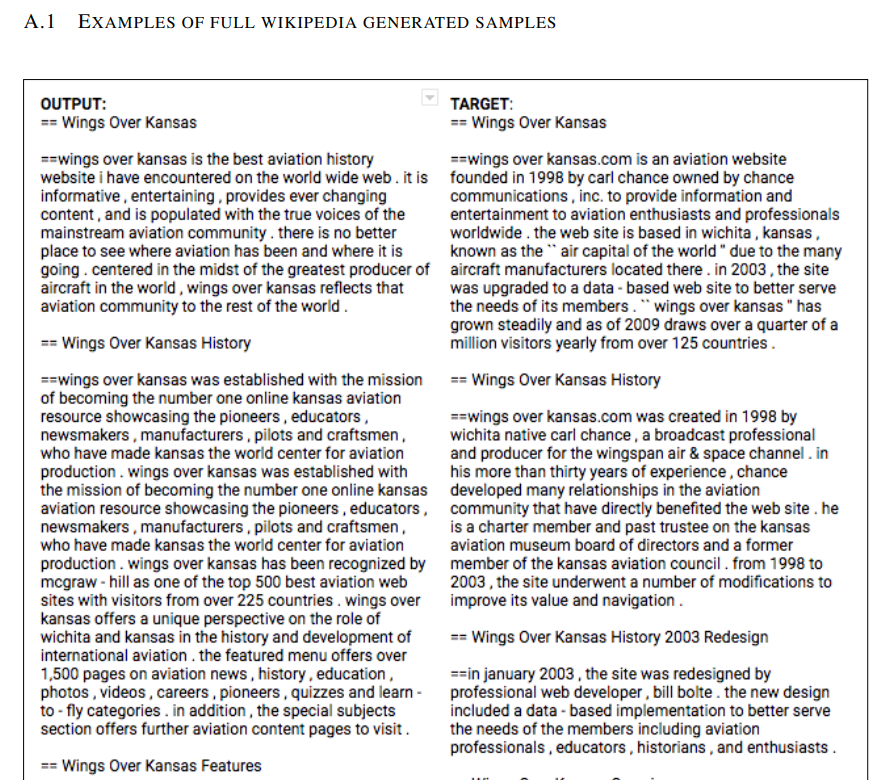 A.1 EXAMPLES OF FULL WIKIPEDIA GENERATED SAMPLES
OUTPUT:
== Wings Over Kansas
==wings over kansas is the best aviation history
website i have encountered on the world wide web . it is
informative , entertaining , provides ever changing
content , and is populated with the true voices of the
mainstream aviation community . there is no better
place to see where aviation has been and where it is
going . centered in the midst of the greatest producer of
aircraft in the world , wings over kansas reflects that
aviation community to the rest of the world .
== Wings Over Kansas History
==wings over kansas was established with the mission
of becoming the number one online kansas aviation
resource showcasing the pioneers , educators ,
newsmakers , manufacturers , pilots and craftsmen ,
who have made kansas the world center for aviation
production . wings over kansas was established with
the mission of becoming the number one online kansas
aviation resource showcasing the pioneers , educators ,
newsmakers , manufacturers , pilots and craftsmen ,
who have made kansas the world center for aviation
production . wings over kansas has been recognized by
mcgraw - hill as one of the top 500 best aviation web
sites with visitors from over 225 countries . wings over
kansas offers a unique perspective on the role of
wichita and kansas in the history and development of
international aviation . the featured menu offers over
1,500 pages on aviation news , history , education ,
photos , videos , careers , pioneers , quizzes and learn -
to - fly categories . in addition , the special subjects
section offers further aviation content pages to visit .
== Wings Over Kansas Features
TARGET:
== Wings Over Kansas
==wings over kansas.com is an aviation website
founded in 1998 by carl chance owned by chance
communications , inc. to provide information and
entertainment to aviation enthusiasts and professionals
worldwide . the web site is based in wichita , kansas ,
known as the `` air capital of the world " due to the many
aircraft manufacturers located there . in 2003 , the site
was upgraded to a data - based web site to better serve
the needs of its members . `` wings over kansas " has
grown steadily and as of 2009 draws over a quarter of a
million visitors yearly from over 125 countries .
== Wings Over Kansas History
==wings over kansas.com was created in 1998 by
wichita native carl chance , a broadcast professional
and producer for the wingspan air & space channel . in
his more than thirty years of experience , chance
developed many relationships in the aviation
community that have directly benefited the web site . he
is a charter member and past trustee on the kansas
aviation museum board of directors and a former
member of the kansas aviation council . from 1998 to
2003 , the site underwent a number of modifications to
improve its value and navigation .
== Wings Over Kansas History 2003 Redesign
==in january 2003 , the site was redesigned by
professional web developer , bill bolte . the new design
included a data - based implementation to better serve
the needs of the members including aviation
professionals , educators , historians , and enthusiasts .